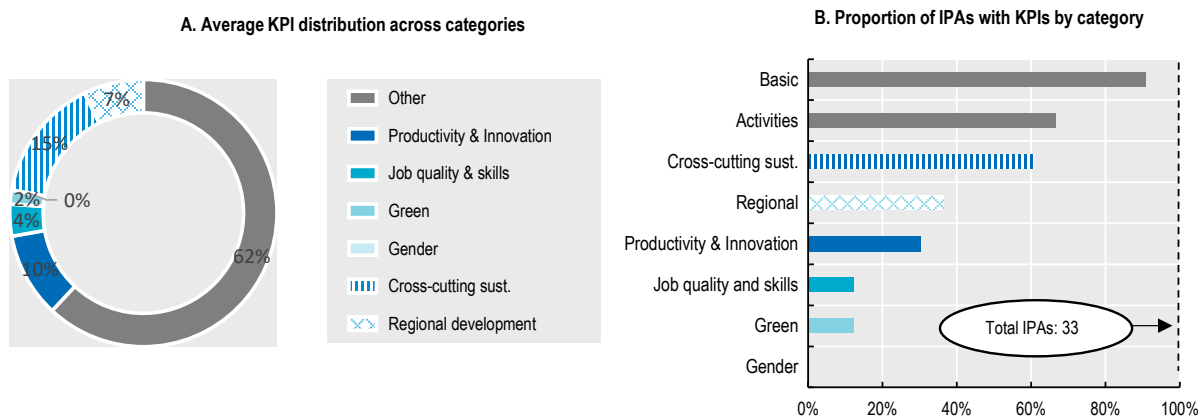 A. Average KPI distribution across categories
7%
15%
2%
0%
4%
10%
62%
Other
Productivity & Innovation
Job quality & skills
Green
Gender
Cross-cutting sust.
Regional development
B. Proportion of IPAs with KPIs by category
Basic
Activities
Cross-cutting sust.
Regional
Productivity & Innovation
Job quality and skills
Green
Gender
Total IPAs: 33
0% 20% 40% 60% 80% 100%